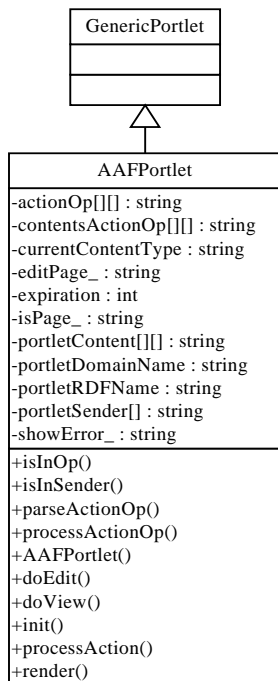 GenericPortlet
AAFPortlet
-actionOp[][] : string
-contentsActionOp[][] : string
-currentContentType : string
-editPage_ : string
-expiration : int
-isPage_ : string
-portletContent[][] : string
-portletDomainName : string
-portletRDFName : string
-portletSender[] : string
-showError_ : string
+isInOp()
+isInSender()
+parseActionOp()
+processActionOp()
+AAFPortlet()
+doEdit()
+doView()
+init()
+processAction()
+render()